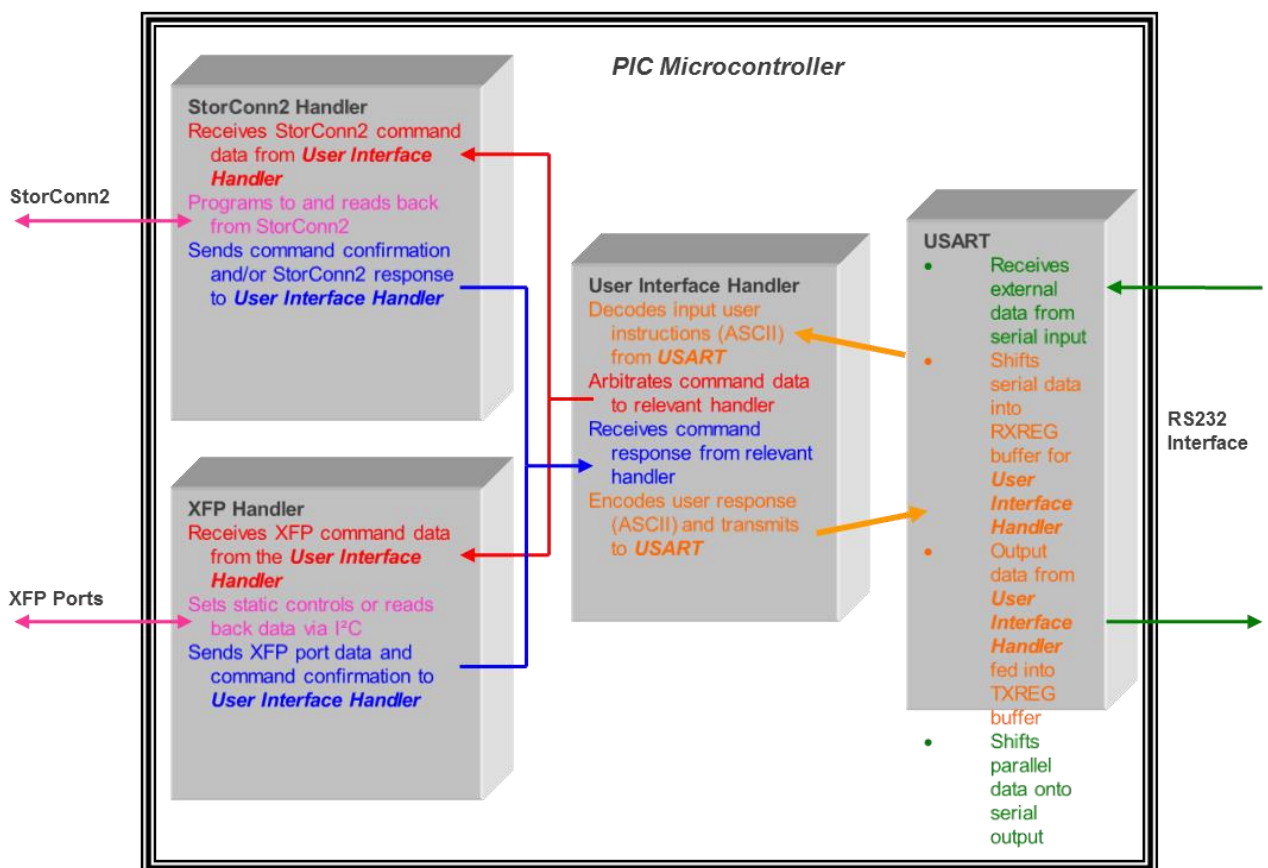 PIC Microcontroller
StorConn2 Handler
Receives StorConn2 command
data from User Interface
Handler
Programs to and reads back
from StorConn2
Sends command confirmation
and/or StorConn2 response
to User Interface Handler
StorConn2
XFP Handler
Receives XFP command data
from the User Interface
Handler
Sets static controls or reads
back data via I²C
Sends XFP port data and
command confirmation to
User Interface Handler
XFP Ports
User Interface Handler
Decodes input user
instructions (ASCII)
from USART
Arbitrates command data
to relevant handler
Receives command
response from relevant
handler
Encodes user response
(ASCII) and transmits
to USART
USART
• Receives
external
data from
serial input
• Shifts
serial data
into
RXREG
buffer for
User
Interface
Handler
• Output
data from
User
Interface
Handler
fed into
TXREG
buffer
• Shifts
parallel
data onto
serial
output
RS232
Interface